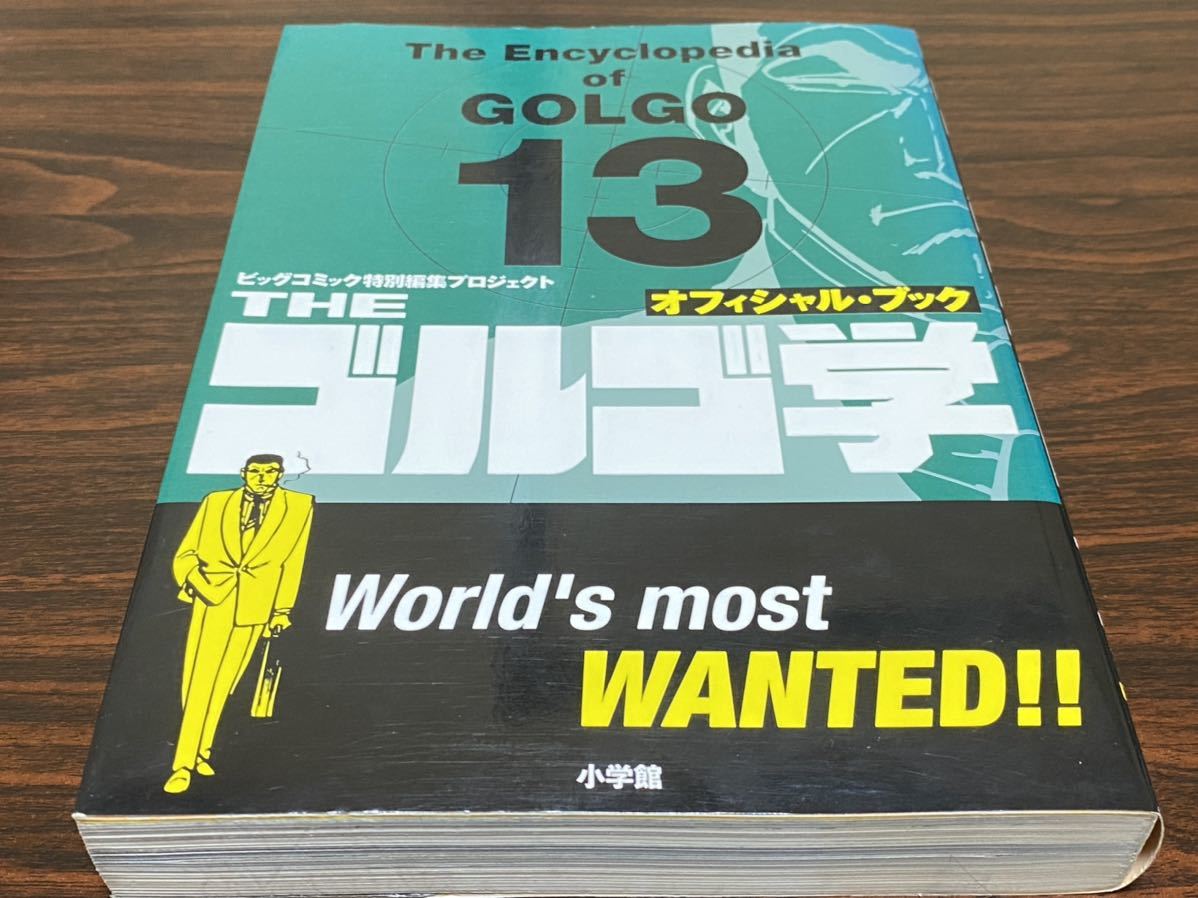 The Encyclopedia
of
GOLGO
13
ビッグコミック特別編集プロジェクト
THE
オフィシャル・ブック
ゴルゴ学
World's most
WANTED!!
小学館